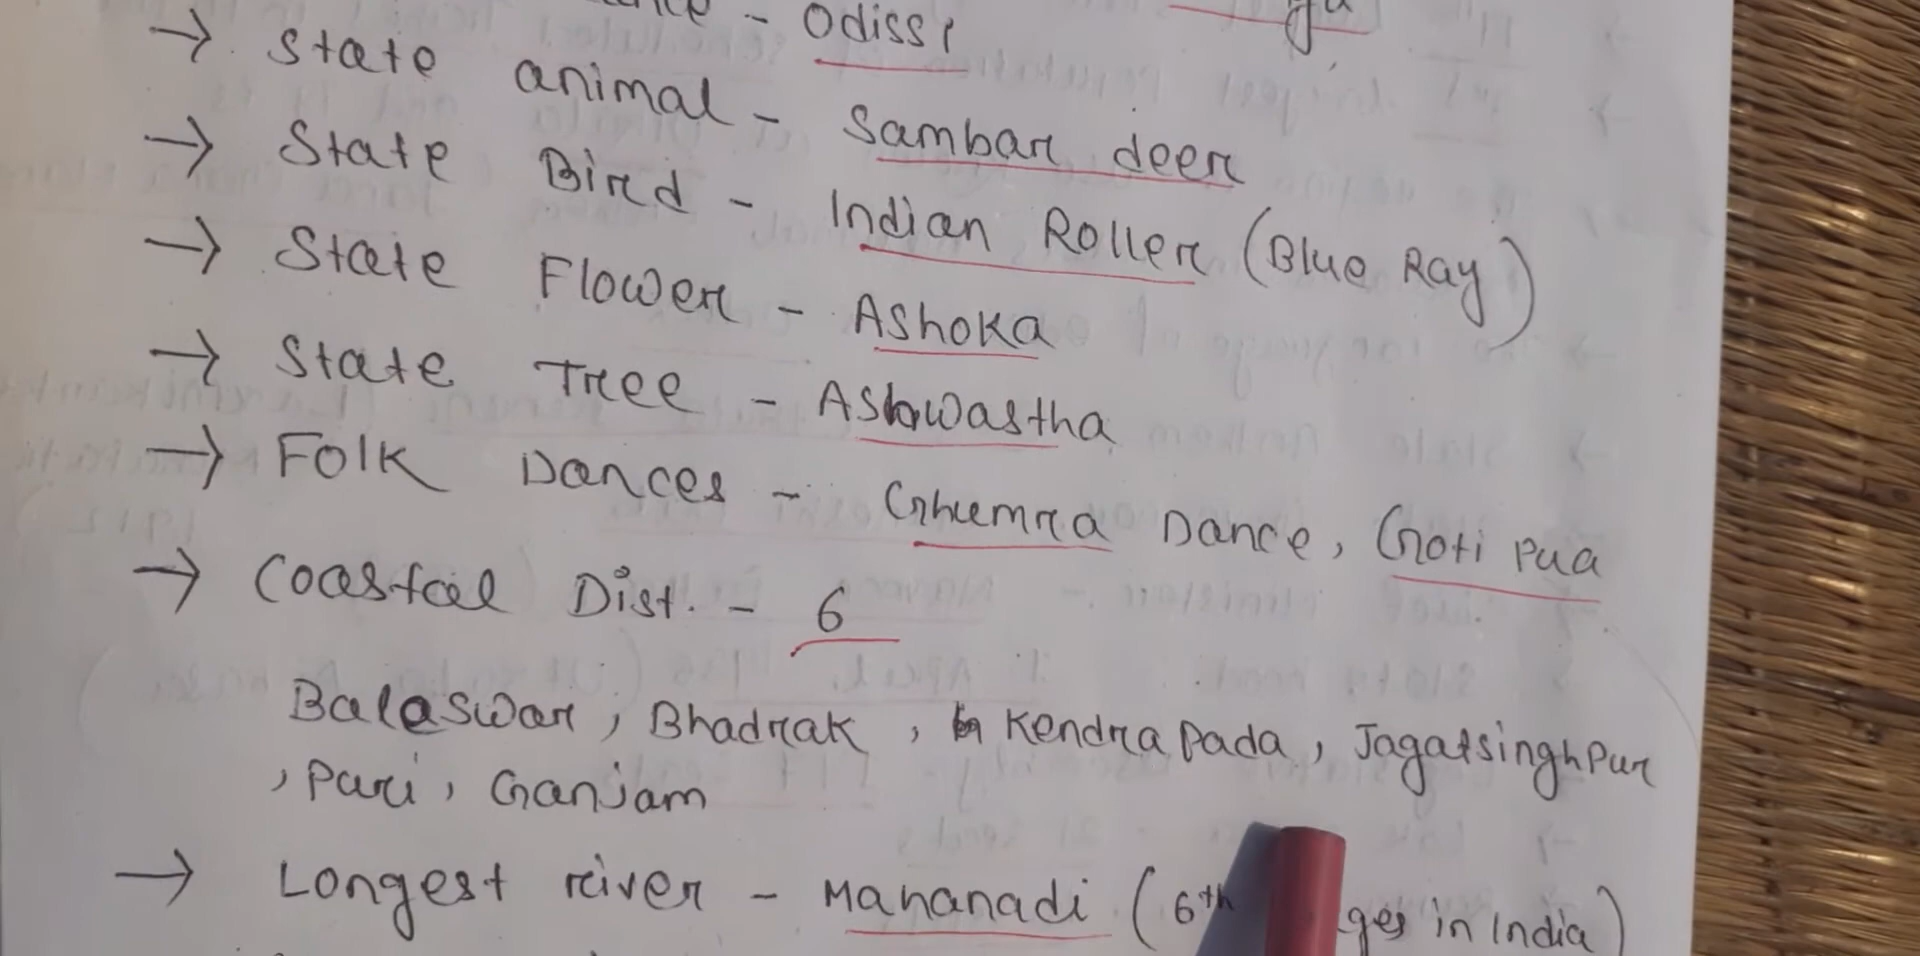 - Odissi
→ State animal - Sambar deer
→ State Bird - Indian Roller (Blue Ray)
→ State Flower - Ashoka
→ State Tree - Ashwastha
→ Folk Dances - Ghumra Dance, Goti pua
→ Coastal Dist. - 6
Balaswar, Bhadrak, Kendrapada, Jagatsinghpur
, Puri, Ganjam
→ Longest river - Mahanadi (6th in India)